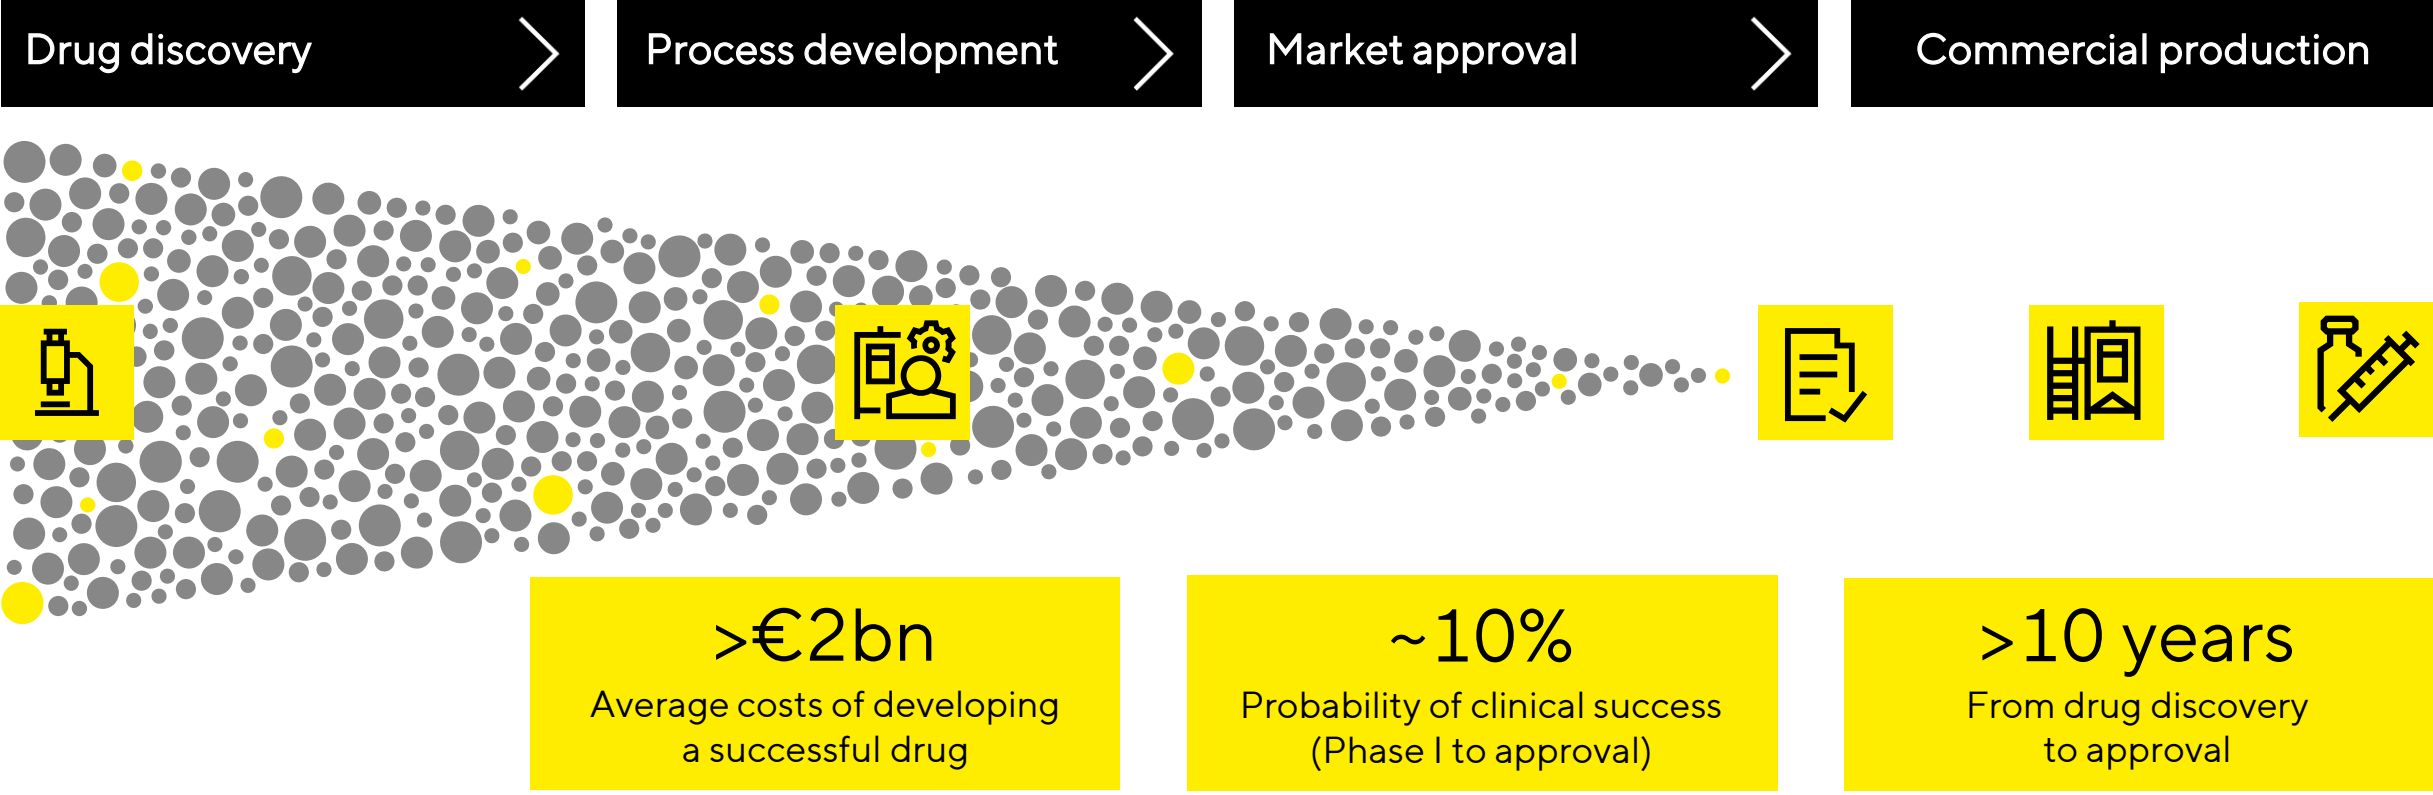 Drug discovery
Process development
Market approval
Commercial production
>€2bn
Average costs of developing
a successful drug
~10%
Probability of clinical success
(Phase I to approval)
>10 years
From drug discovery
to approval